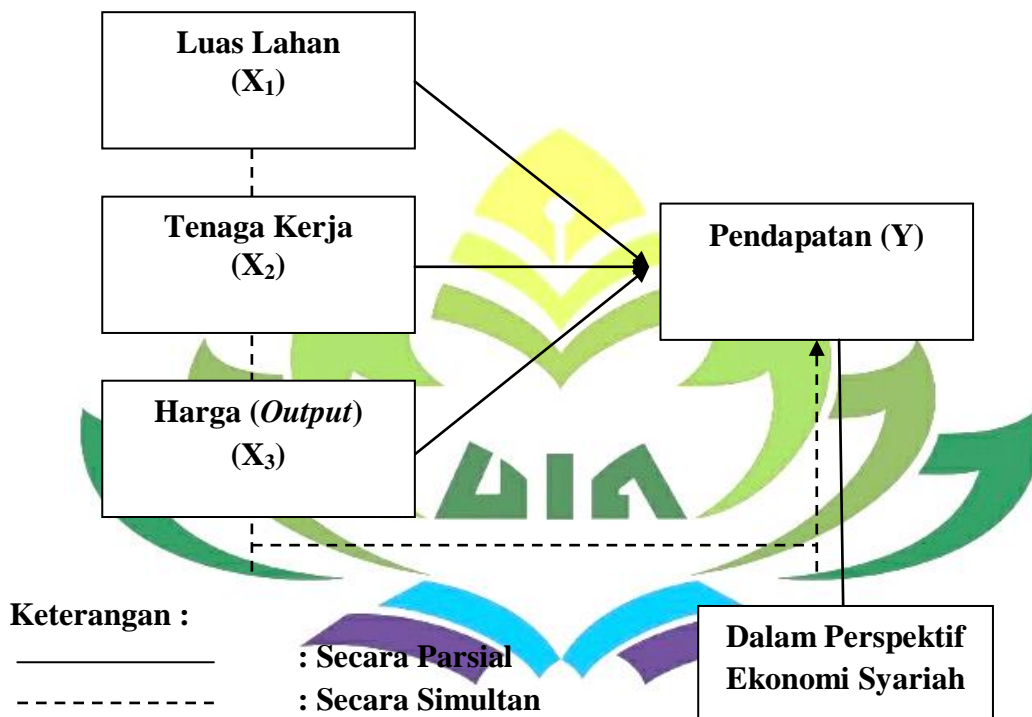 Luas Lahan
(X₁)
Tenaga Kerja
(X₂)
Pendapatan (Y)
Harga (Output)
(X₃)
UIN
Keterangan :
: Secara Parsial
: Secara Simultan
Dalam Perspektif
Ekonomi Syariah